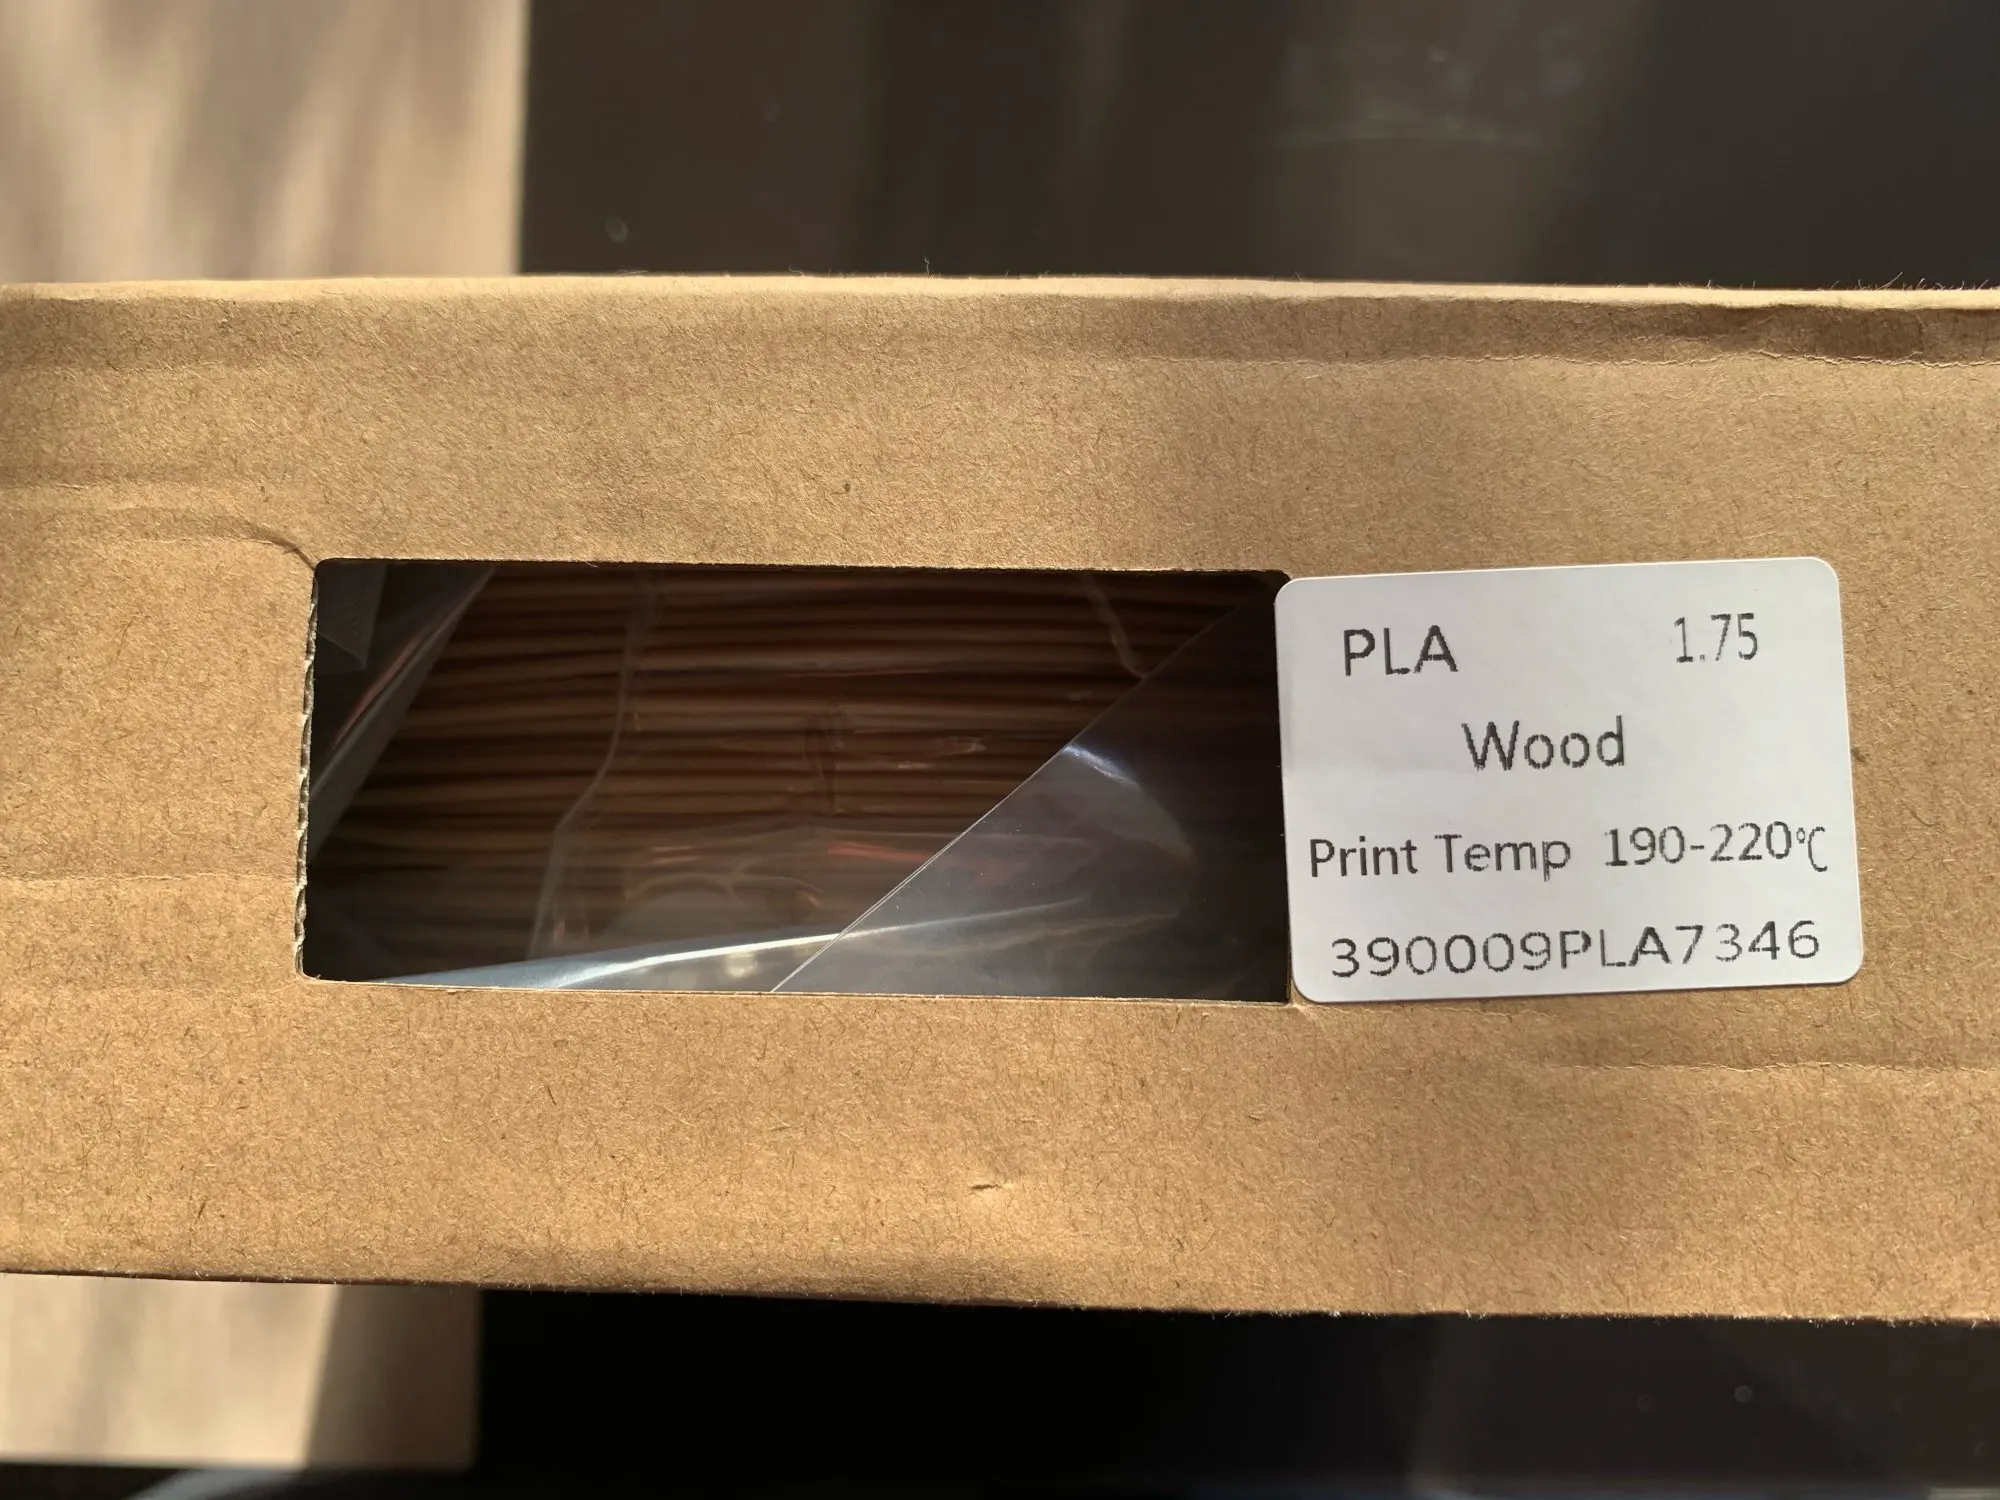 PLA 1.75
Wood
Print Temp 190-220℃
390009PLA7346